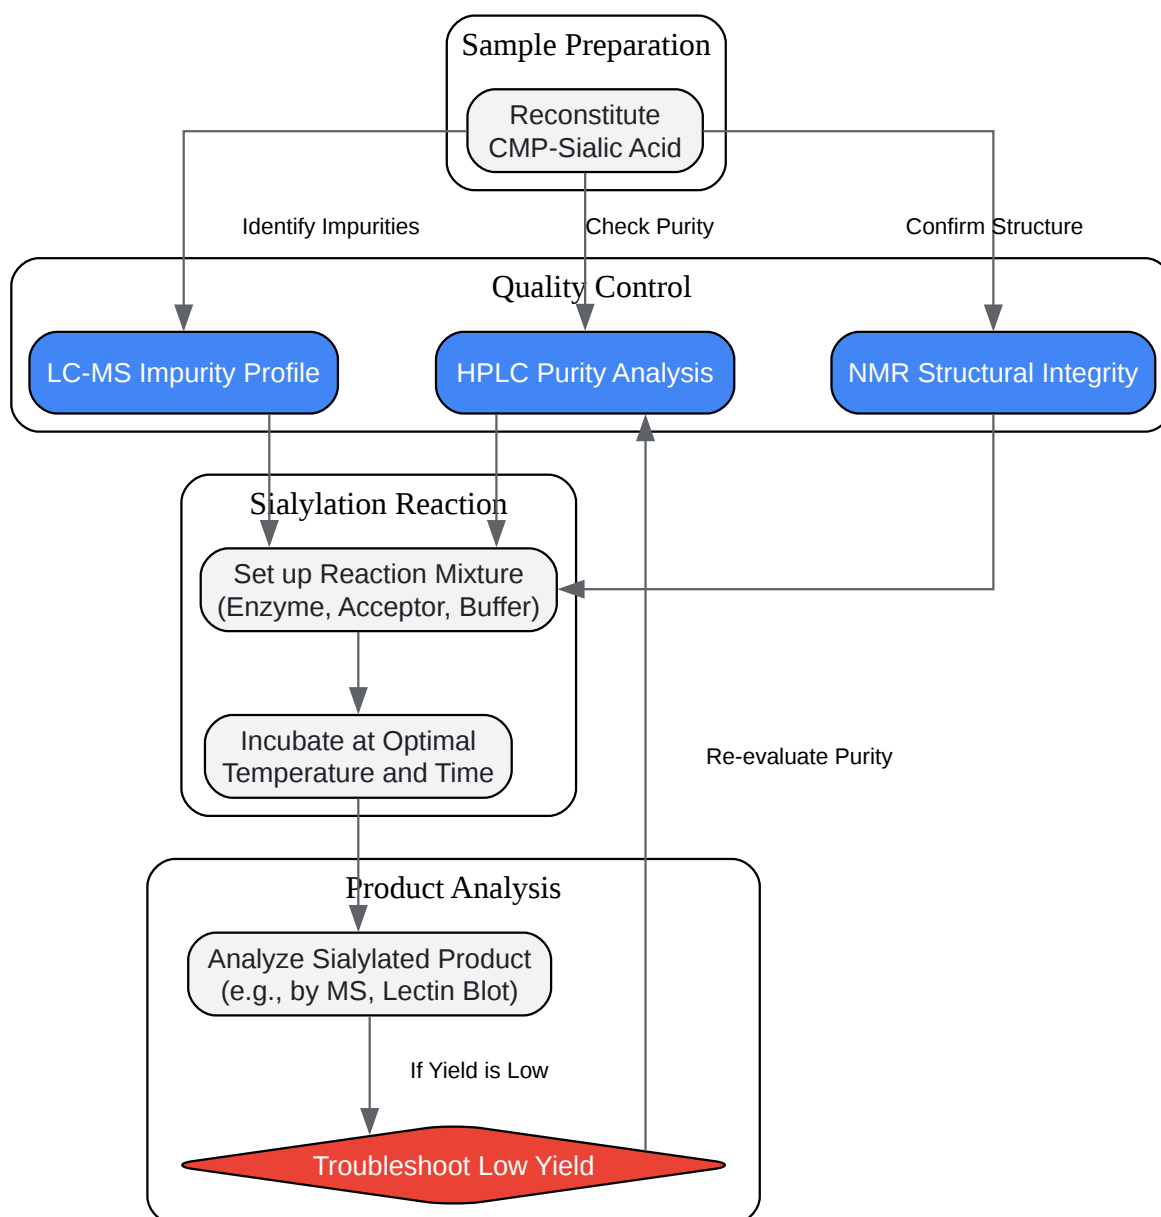 Sample Preparation
Reconstitute
CMP-Sialic Acid
Identify Impurities
Check Purity
Confirm Structure
Quality Control
LC-MS Impurity Profile
HPLC Purity Analysis
NMR Structural Integrity
Sialylation Reaction
Set up Reaction Mixture
(Enzyme, Acceptor, Buffer)
Incubate at Optimal
Temperature and Time
Re-evaluate Purity
Product Analysis
Analyze Sialylated Product
(e.g., by MS, Lectin Blot)
If Yield is Low
Troubleshoot Low Yield